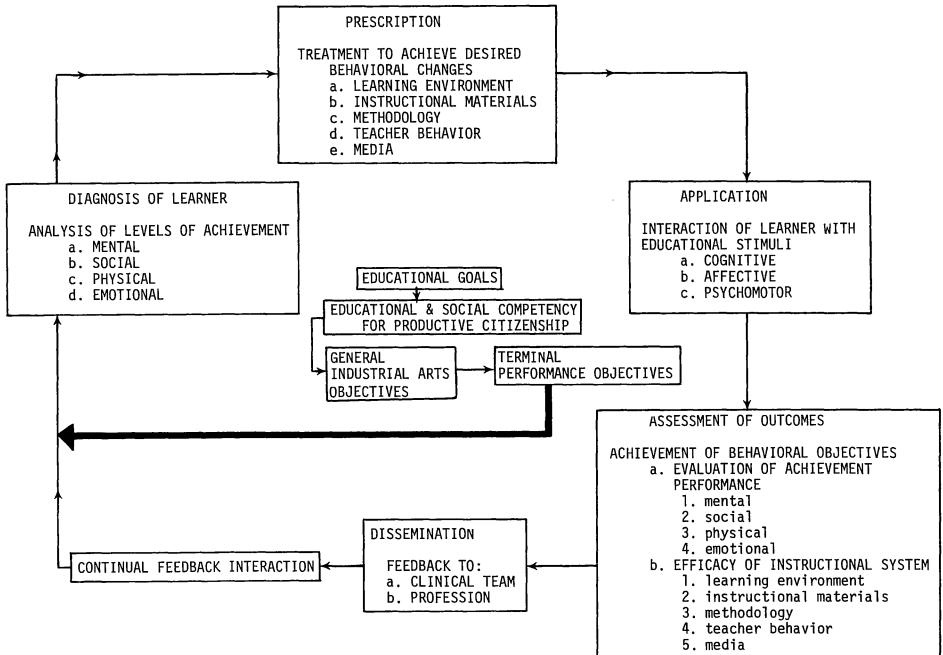 PRESCRIPTION
TREATMENT TO ACHIEVE DESIRED
BEHAVIORAL CHANGES
a. LEARNING ENVIRONMENT
b. INSTRUCTIONAL MATERIALS
c. METHODOLOGY
d. TEACHER BEHAVIOR
e. MEDIA
DIAGNOSIS OF LEARNER
ANALYSIS OF LEVELS OF ACHIEVEMENT
a. MENTAL
b. SOCIAL
c. PHYSICAL
d. EMOTIONAL
APPLICATION
INTERACTION OF LEARNER WITH
EDUCATIONAL STIMULI
a. COGNITIVE
b. AFFECTIVE
c. PSYCHOMOTOR
EDUCATIONAL GOALS
EDUCATIONAL & SOCIAL COMPETENCY
FOR PRODUCTIVE CITIZENSHIP
GENERAL
INDUSTRIAL ARTS
OBJECTIVES
TERMINAL
PERFORMANCE OBJECTIVES
ASSESSMENT OF OUTCOMES
ACHIEVEMENT OF BEHAVIORAL OBJECTIVES
a. EVALUATION OF ACHIEVEMENT
PERFORMANCE
1. mental
2. social
3. physical
4. emotional
b. EFFICACY OF INSTRUCTIONAL SYSTEM
1. learning environment
2. instructional materials
3. methodology
4. teacher behavior
5. media
DISSEMINATION
FEEDBACK TO:
a. CLINICAL TEAM
b. PROFESSION
CONTINUAL FEEDBACK INTERACTION